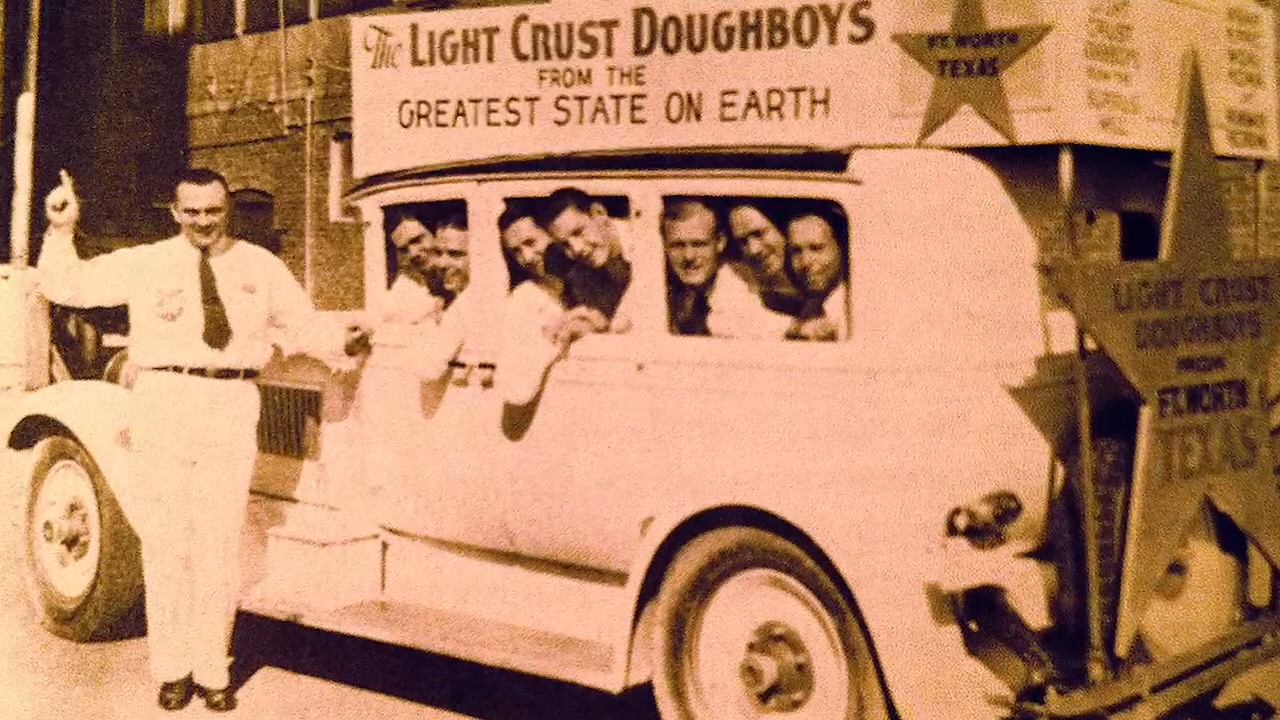 The LIGHT CRUST DOUGHBOYS
FROM THE
GREATEST STATE ON EARTH
FT. WORTH
TEXAS
LIGHT CRUST
DOUGHBOYS
FROM
FT. WORTH
TEXAS